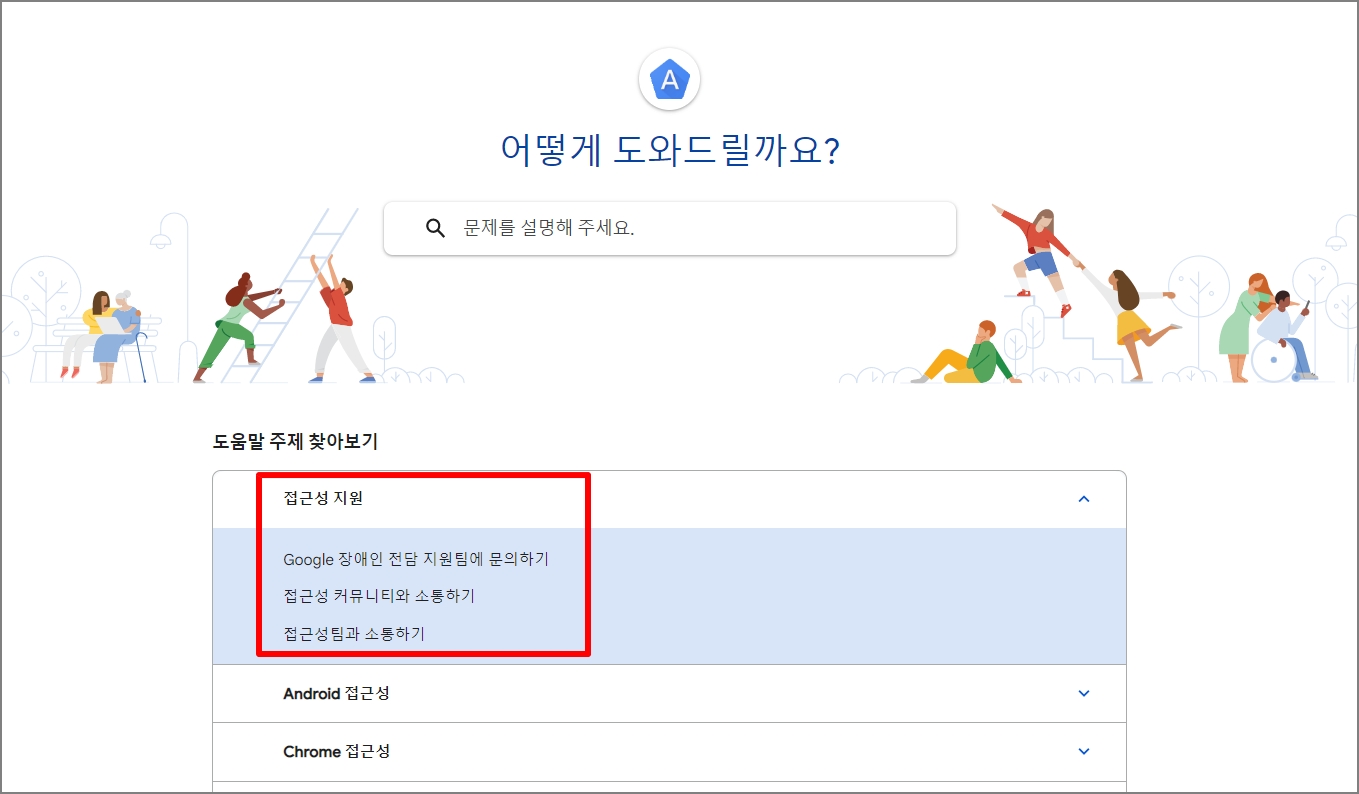 A
어떻게 도와드릴까요?
문제를 설명해 주세요.
도움말 주제 찾아보기
접근성 지원
Google 장애인 전담 지원팀에 문의하기
접근성 커뮤니티와 소통하기
접근성팀과 소통하기
Android 접근성
Chrome 접근성